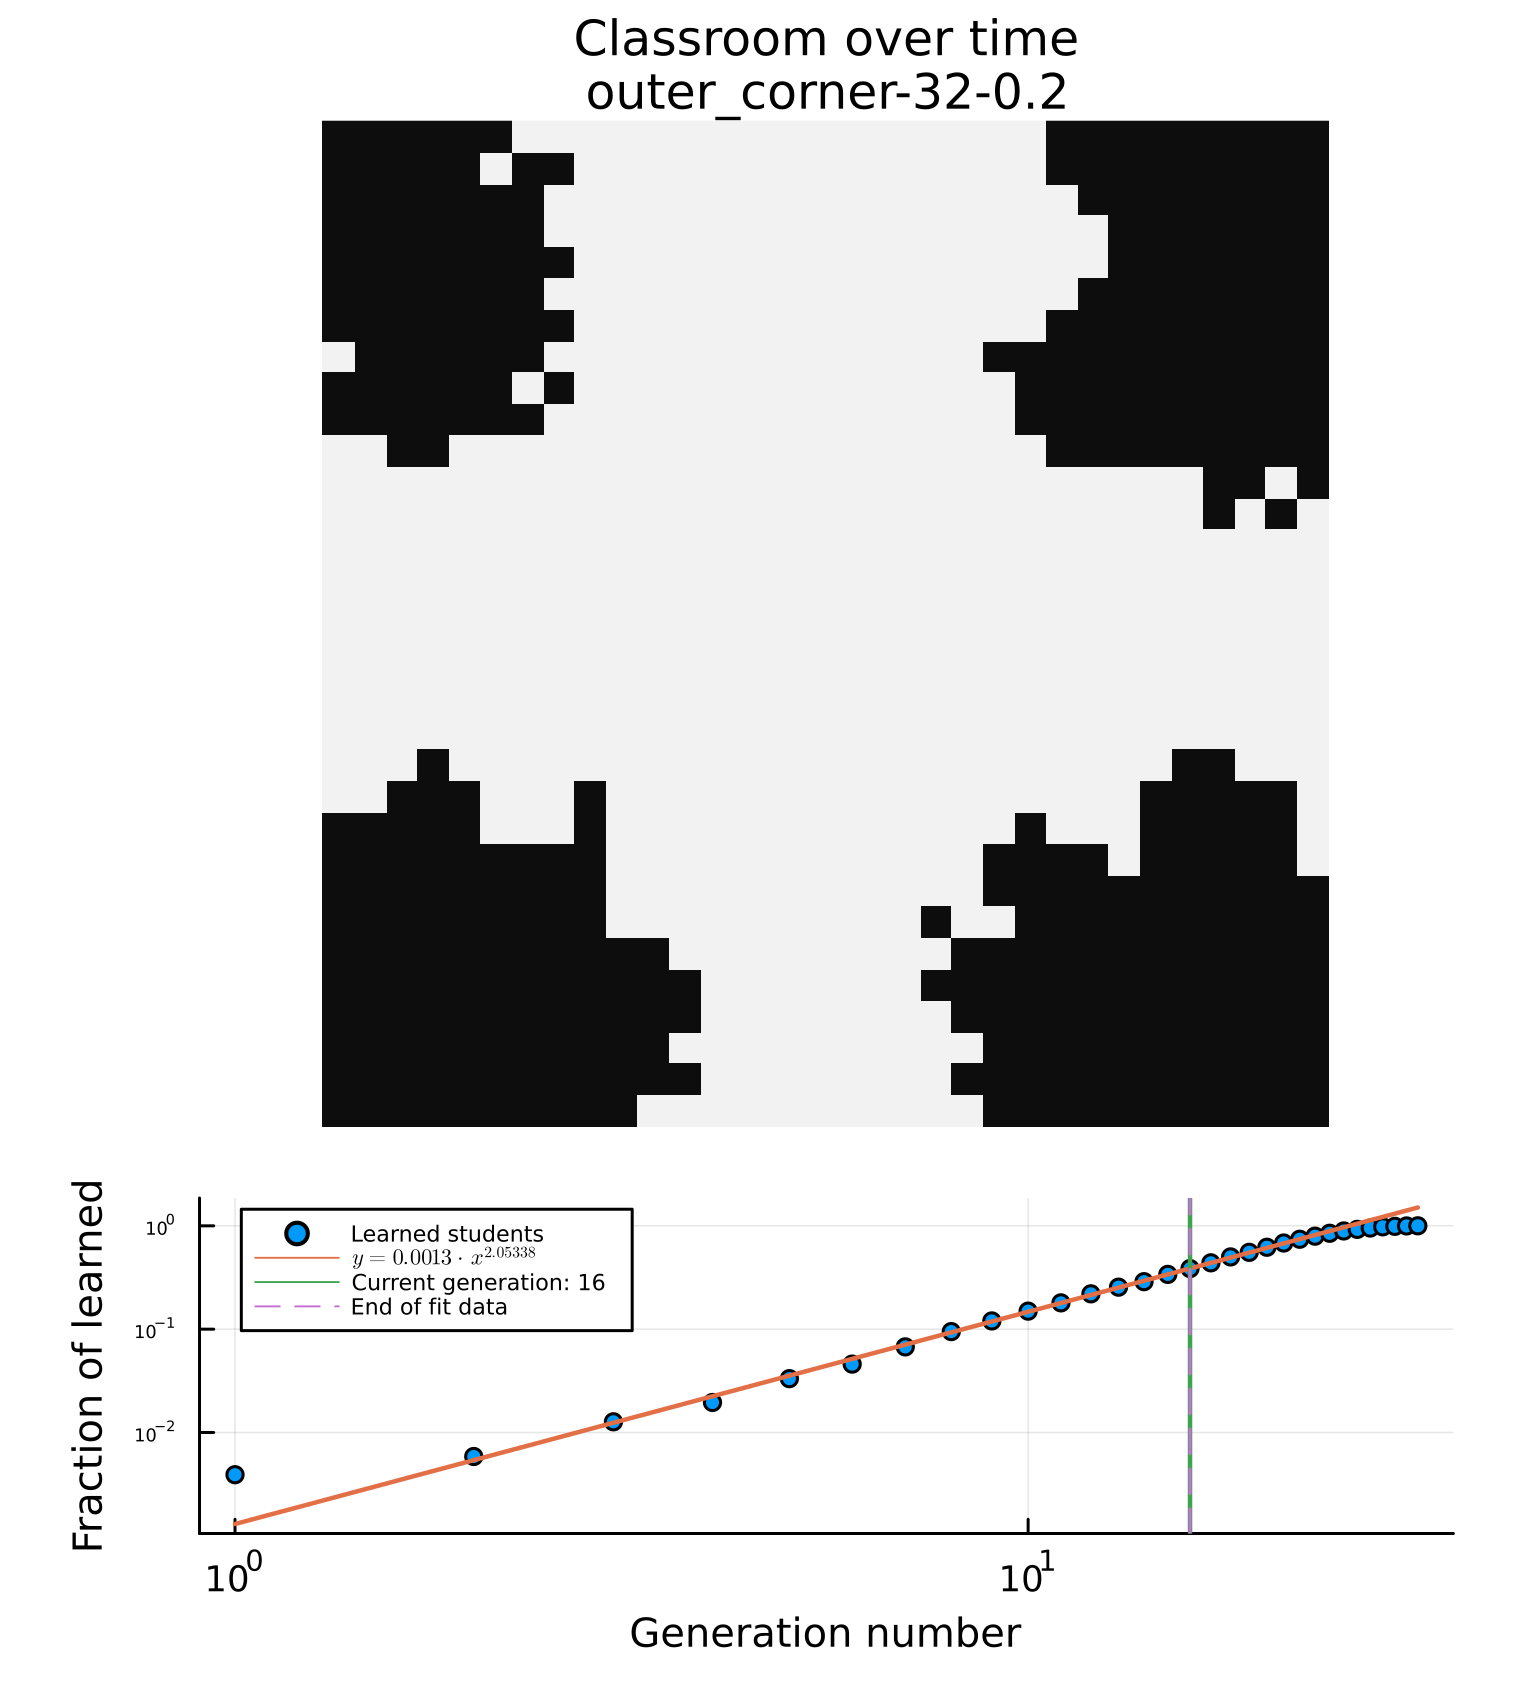 Classroom over time
outer_corner-32-0.2
Fraction of learned
10^0
10^-1
10^-2
Learned students
y = 0.0013 · x^2.05338
Current generation: 16
End of fit data
10^0 10^1
Generation number